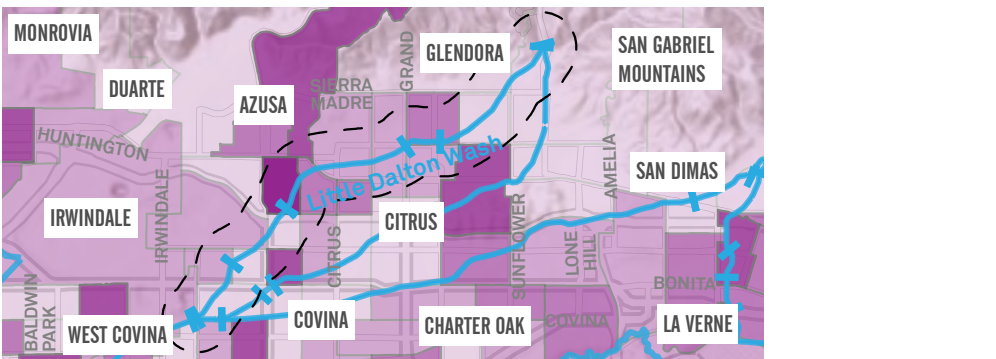 MONROVIA
GLENDORA
GRAND
SAN GABRIEL
MOUNTAINS
DUARTE
SIERRA
MADRE
AZUSA
HUNTINGTON
Little Dalton Wash
AMELIA
SAN DIMAS
IRWINDALE
IRWINDALE
CITRUS
CITRUS
SUNFLOWER
LONE
HILL
BONITA
BALDWIN
PARK
WEST COVINA
COVINA
CHARTER OAK
COVINA
LA VERNE